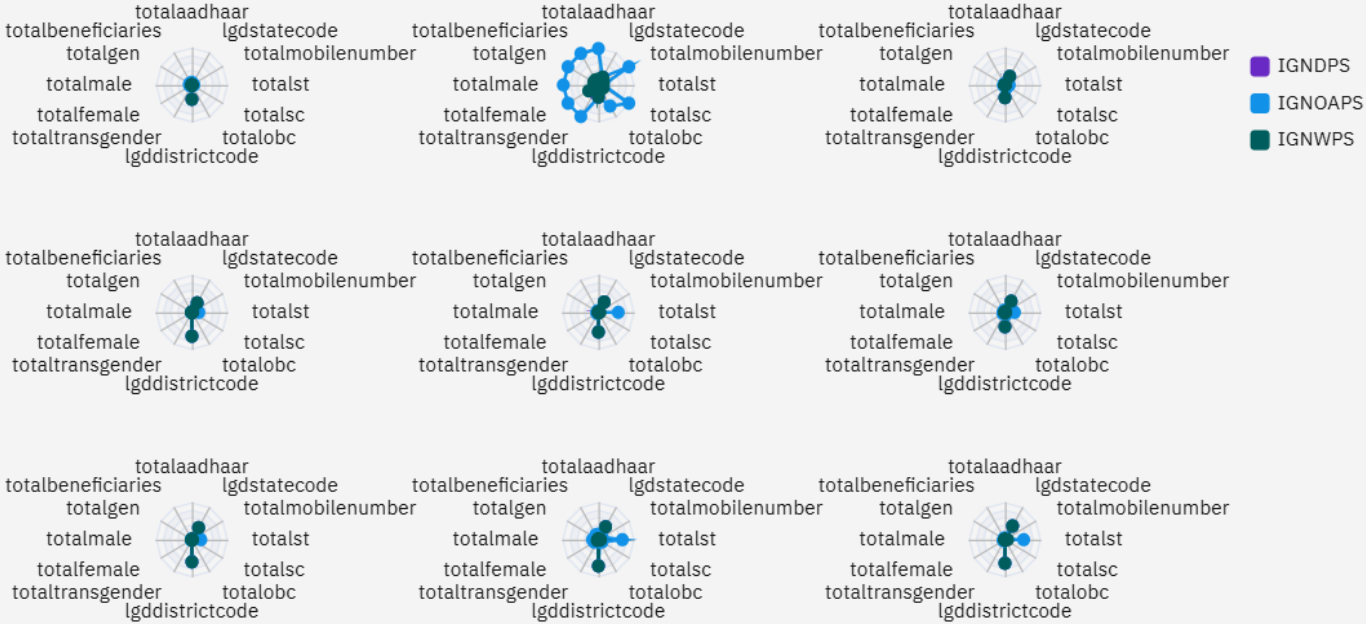 totalaadhaar totalaadhaar totalaadhaar
totalbeneficiaries lgdstatecode totalbeneficiaries lgdstatecode totalbeneficiaries lgdstatecode
totalgen totalmobilenumber totalgen totalmobilenumber totalgen totalmobilenumber
IGNDPS
totalmale totalst totalmale totalst totalmale totalst
IGNOAPS
totalfemale totalsc totalfemale totalsc totalfemale totalsc
totaltransgender totalobc totaltransgender totalobc totaltransgender totalobc
IGNWPS
lgddistrictcode lgddistrictcode lgddistrictcode
totalaadhaar totalaadhaar totalaadhaar
totalbeneficiaries lgdstatecode totalbeneficiaries lgdstatecode totalbeneficiaries lgdstatecode
totalgen totalmobilenumber totalgen totalmobilenumber totalgen totalmobilenumber
totalmale totalst totalmale totalst totalmale totalst
totalfemale totalsc totalfemale totalsc totalfemale totalsc
totaltransgender totalobc totaltransgender totalobc totaltransgender totalobc
lgddistrictcode lgddistrictcode lgddistrictcode
totalaadhaar totalaadhaar totalaadhaar
totalbeneficiaries lgdstatecode totalbeneficiaries lgdstatecode totalbeneficiaries lgdstatecode
totalgen totalmobilenumber totalgen totalmobilenumber totalgen totalmobilenumber
totalmale totalst totalmale totalst totalmale totalst
totalfemale totalsc totalfemale totalsc totalfemale totalsc
totaltransgender totalobc totaltransgender totalobc totaltransgender totalobc
lgddistrictcode lgddistrictcode lgddistrictcode